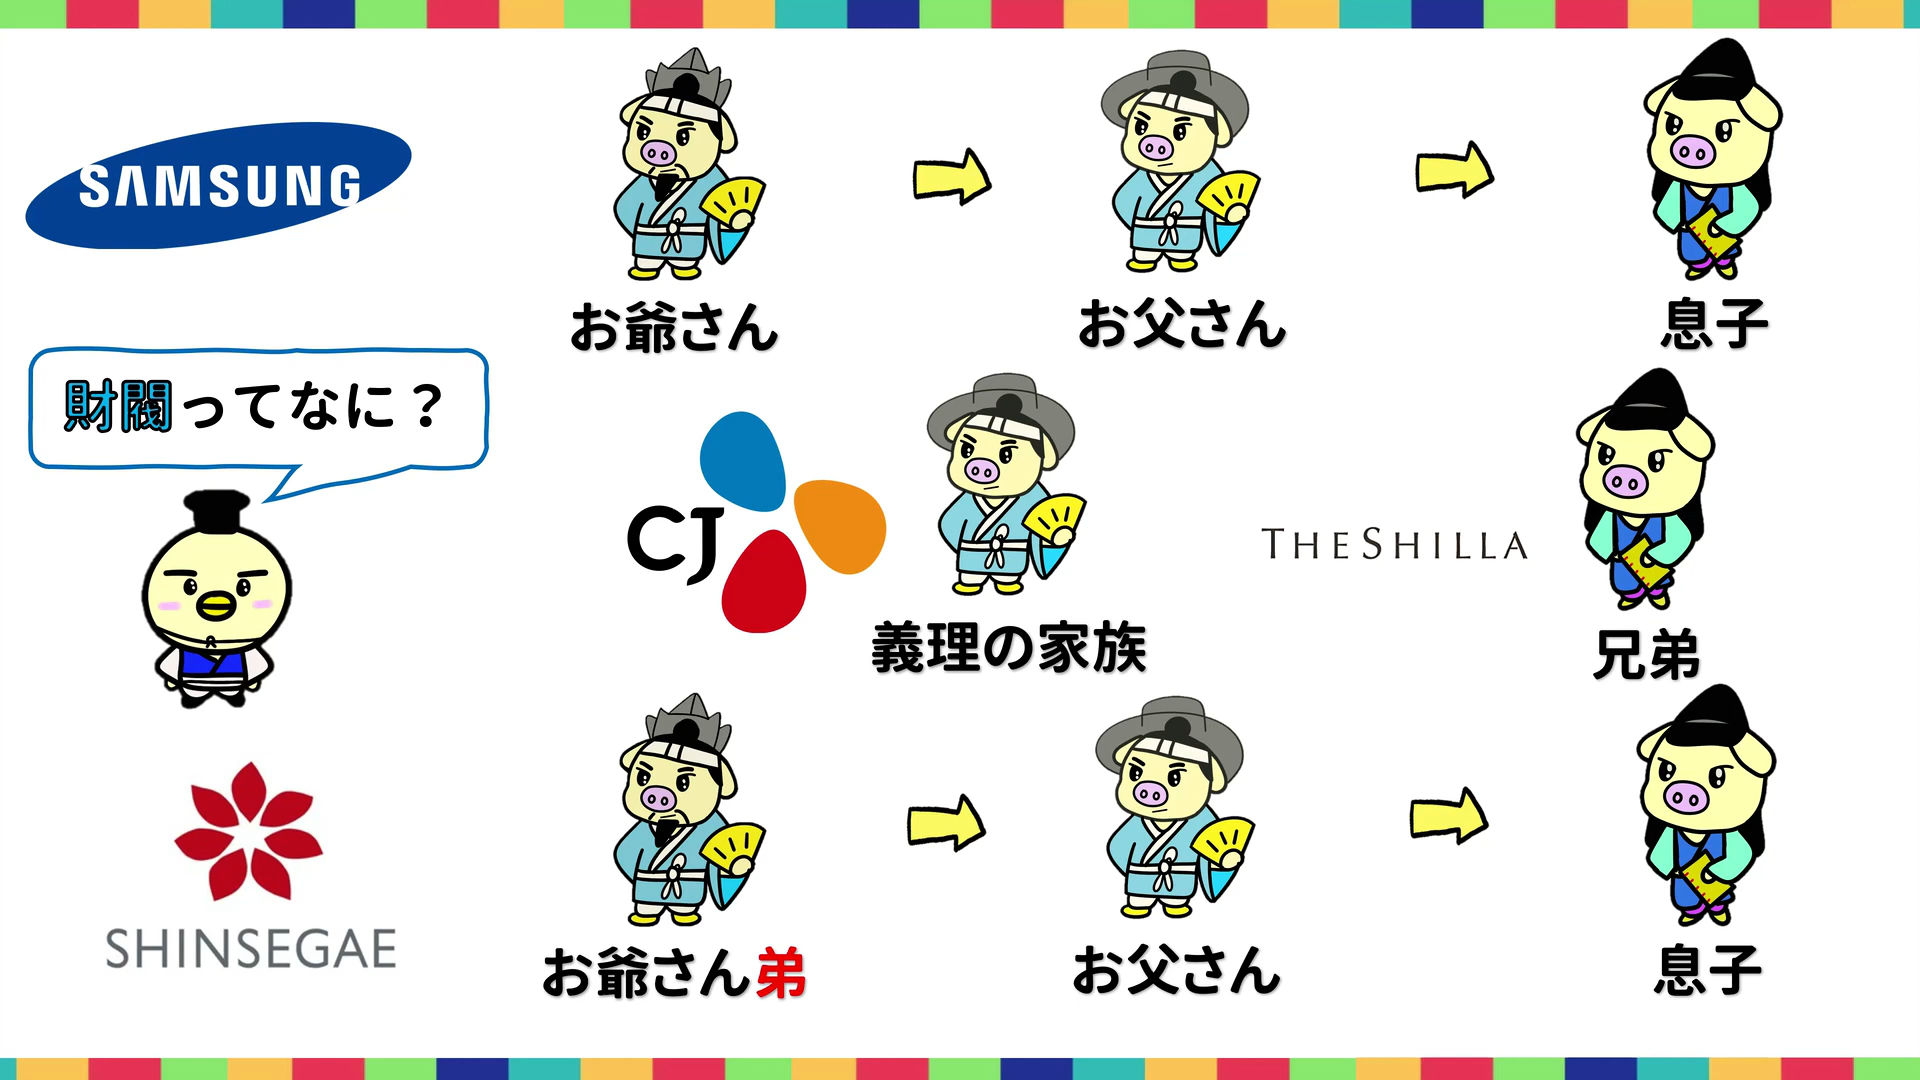 SAMSUNG
お爺さん
お父さん
息子
財閥ってなに？
CJ
義理の家族
THE SHILLA
兄弟
SHINSEGAE
お爺さん弟
お父さん
息子